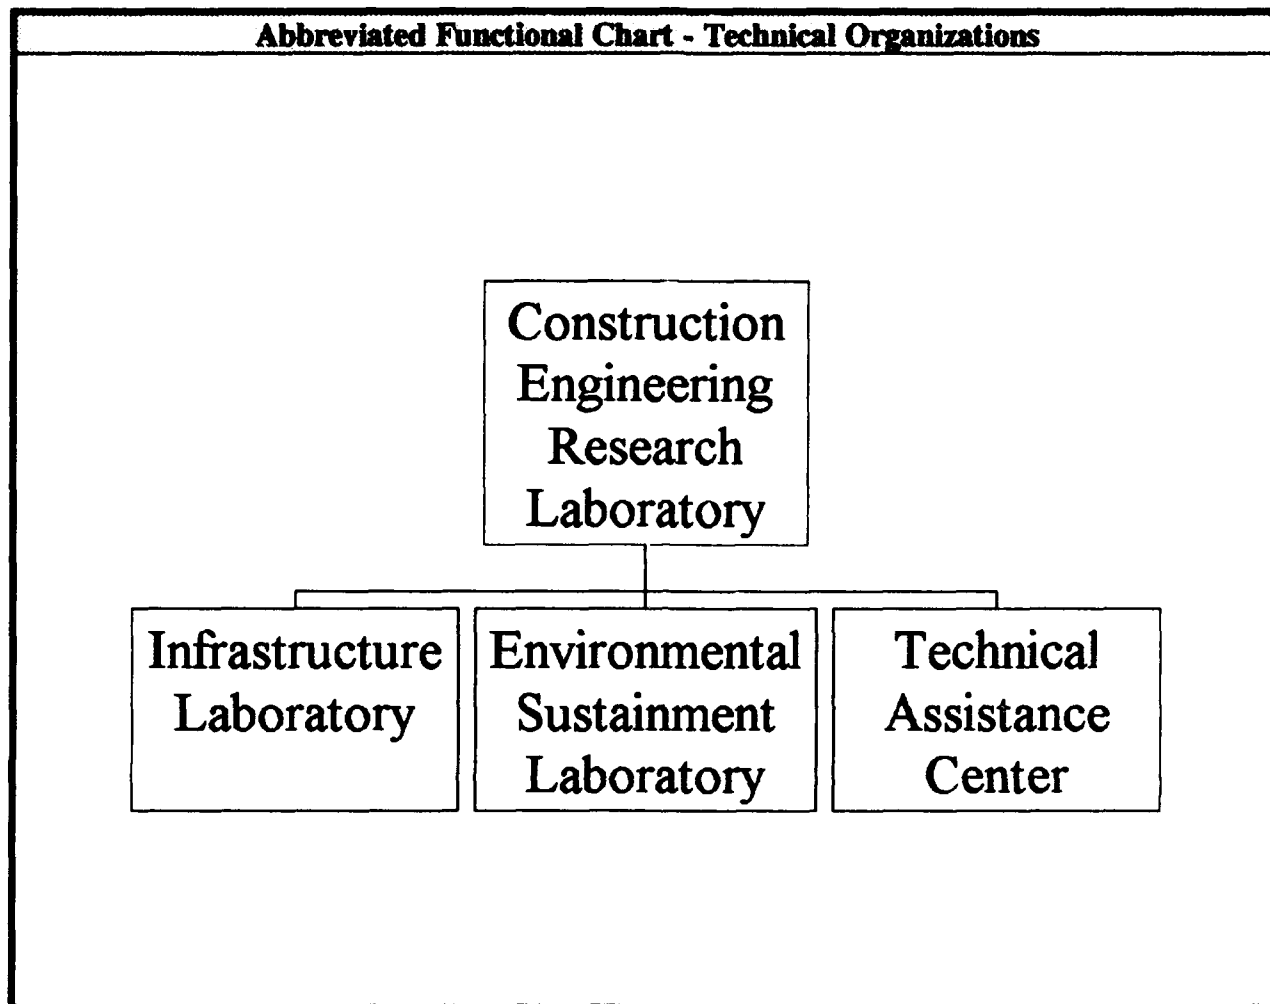 Abbreviated Functional Chart - Technical Organizations
Construction
Engineering
Research
Laboratory
Infrastructure
Laboratory
Environmental
Sustainment
Laboratory
Technical
Assistance
Center